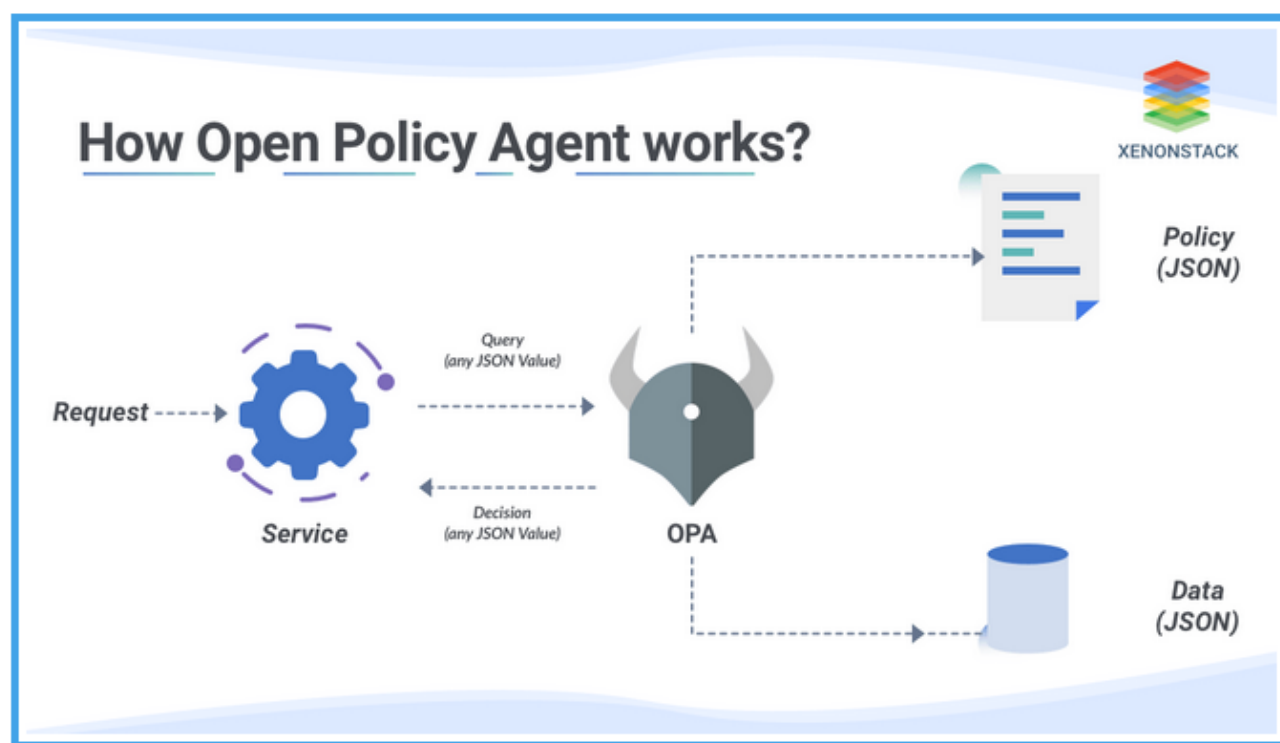 How Open Policy Agent works?
XENONSTACK
Policy
(JSON)
Query
(any JSON Value)
Request
Decision
(any JSON Value)
Service
OPA
Data
(JSON)